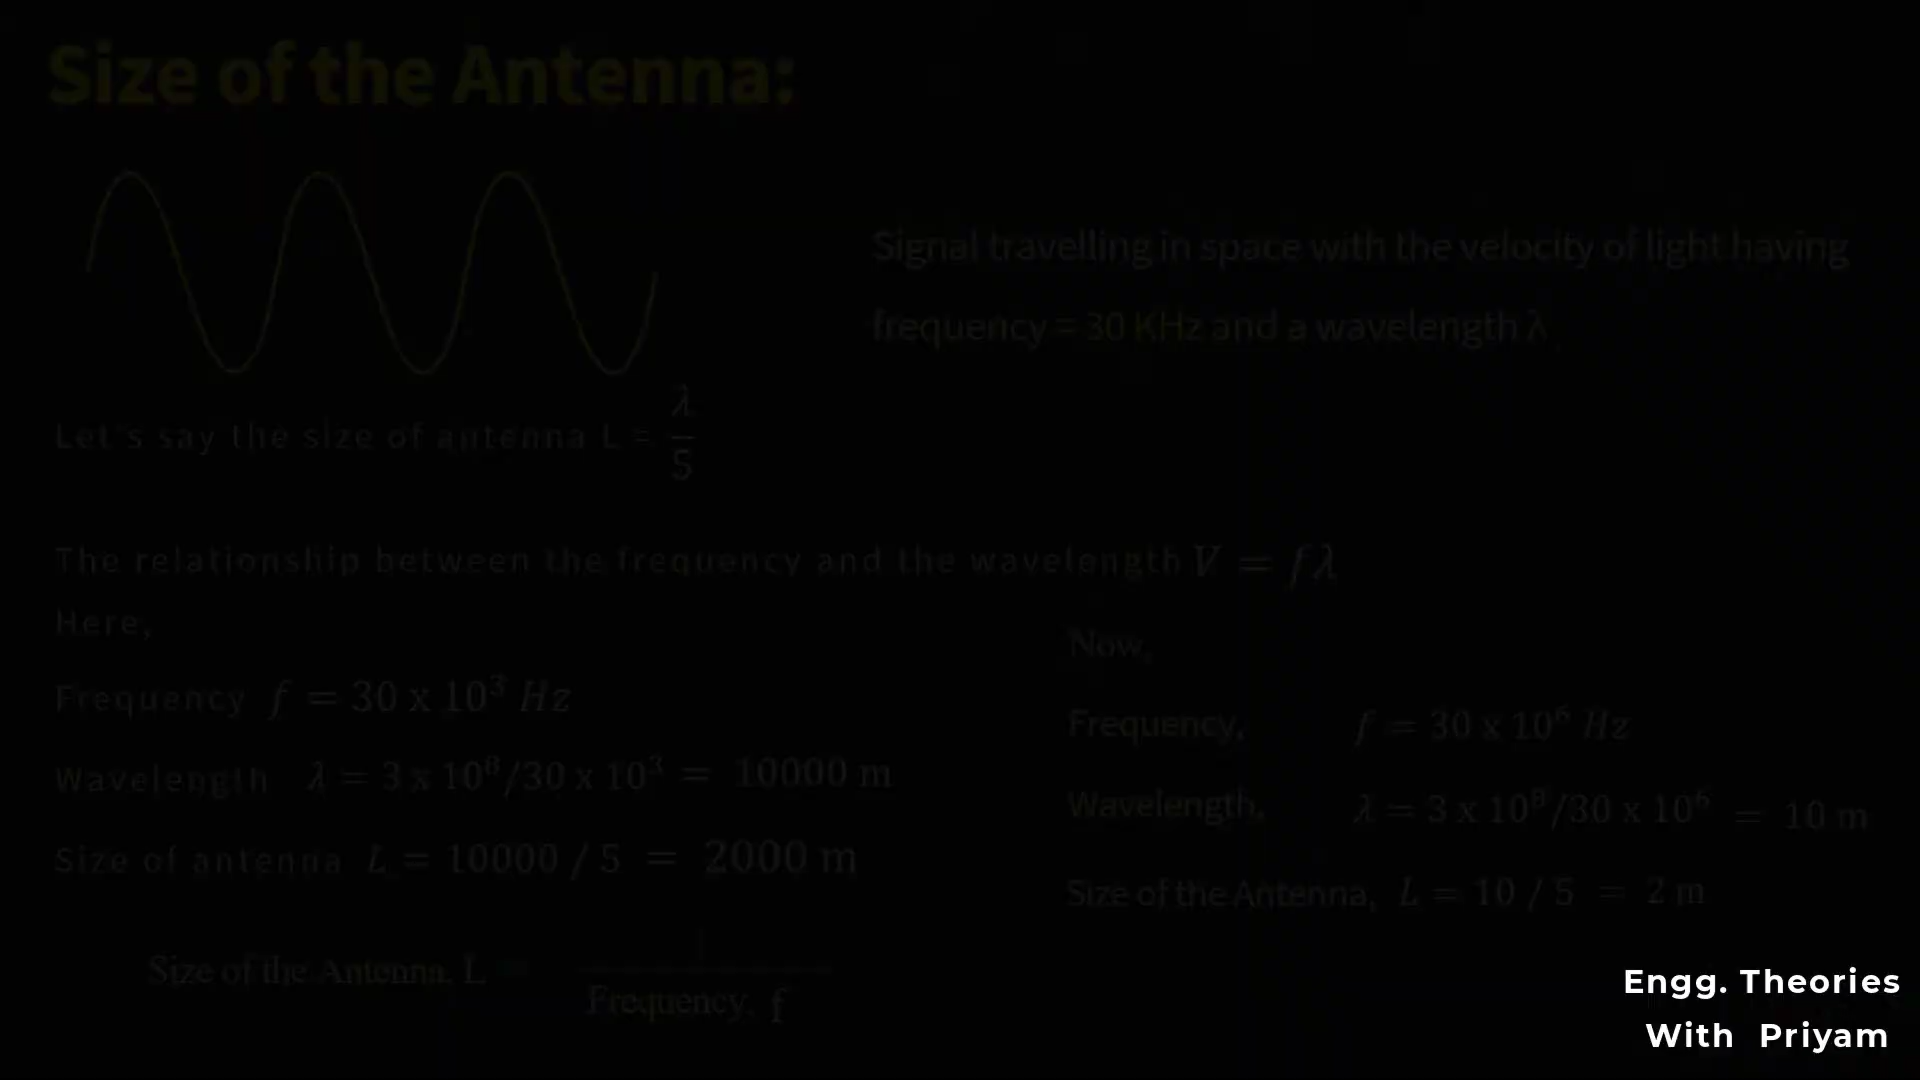 Size of the Antenna:
Signal travelling in space with the velocity of light having
frequency = 30 KHz and a wavelength λ
Let's say the size of antenna L = λ/5
The relationship between the frequency and the wavelength V = fλ
Here,
Frequency f = 30 x 10³ Hz
Wavelength λ = 3 x 10⁸/30 x 10³ = 10000 m
Size of antenna L = 10000 / 5 = 2000 m
Now,
Frequency, f = 30 x 10⁶ Hz
Wavelength, λ = 3 x 10⁸/30 x 10⁶ = 10 m
Size of the Antenna, L = 10 / 5 = 2 m
Size of the Antenna, L
Frequency, f
Engg. Theories
With Priyam